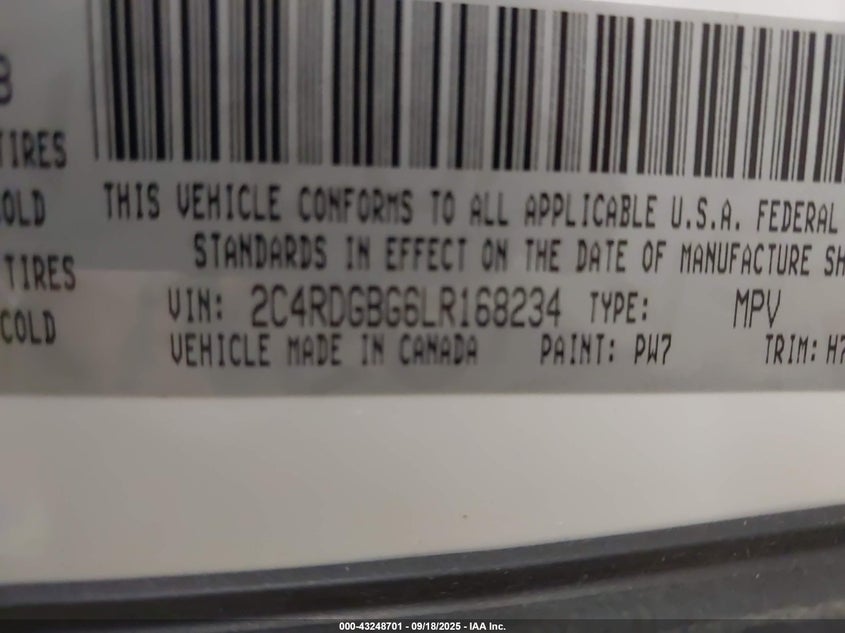 8
TIRES
COLD
THIS VEHICLE CONFORMS TO ALL APPLICABLE U.S.A. FEDERAL
STANDARDS IN EFFECT ON THE DATE OF MANUFACTURE SH
TIRES
COLD
VIN: 2C4RDGBG6LR168234 TYPE: MPV
VEHICLE MADE IN CANADA PAINT: PW7 TRIM: H7
000-43248701 - 09/18/2025 - IAA Inc.